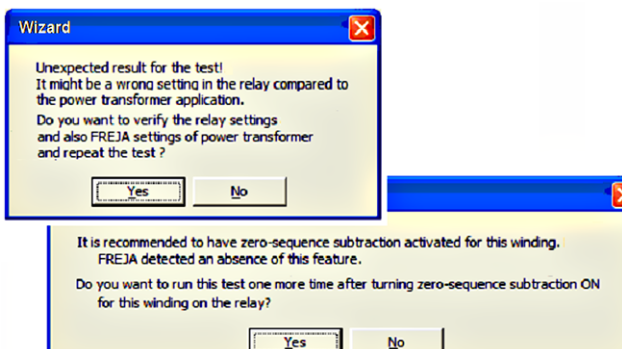 Wizard
Unexpected result for the test!
It might be a wrong setting in the relay compared to
the power transformer application.
Do you want to verify the relay settings
and also FREJA settings of power transformer
and repeat the test ?
Yes No
It is recommended to have zero-sequence subtraction activated for this winding.
FREJA detected an absence of this feature.
Do you want to run this test one more time after turning zero-sequence subtraction ON
for this winding on the relay?
Yes No